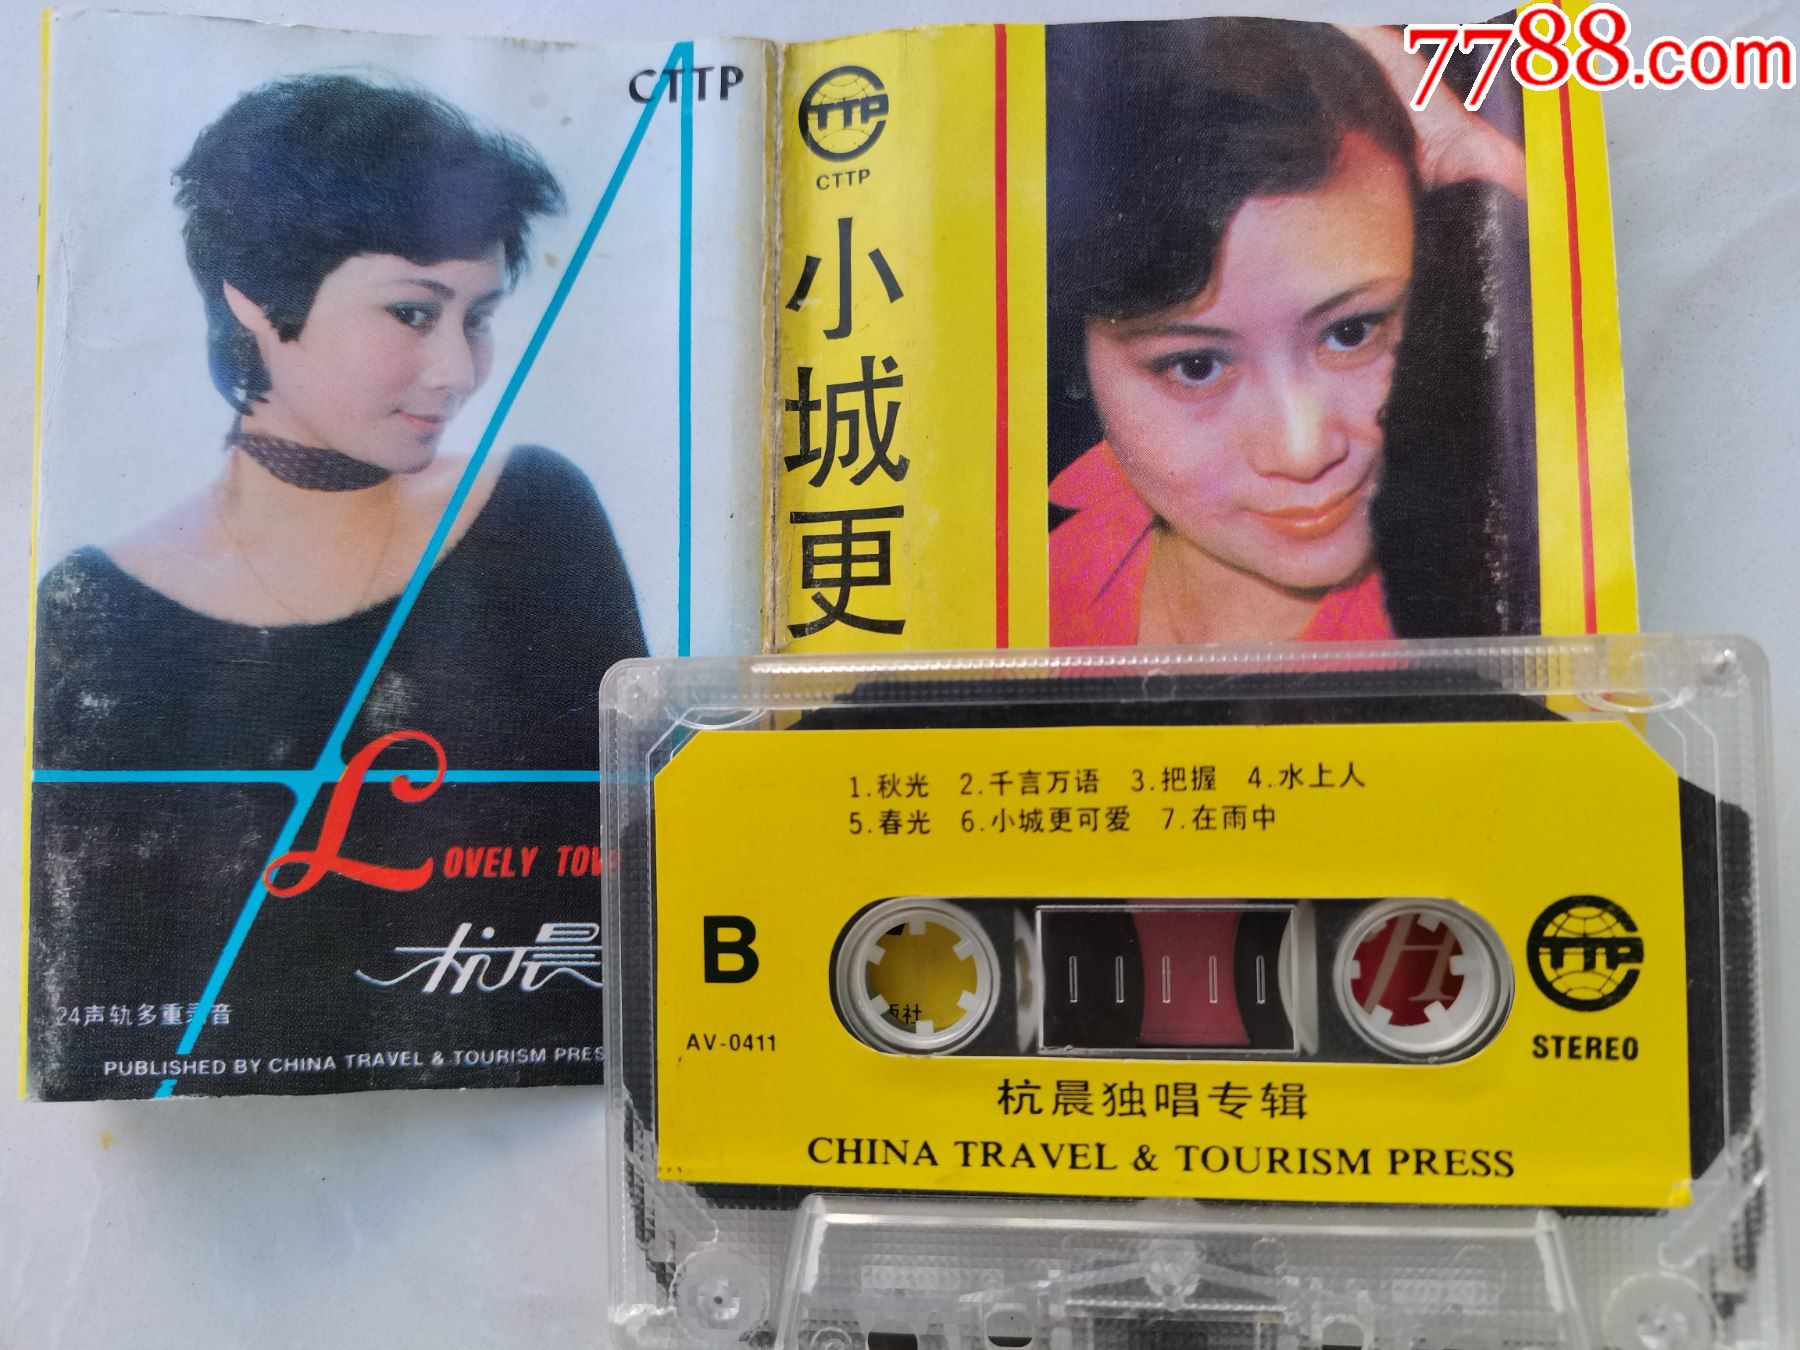 7788.com
CTTP
CTTP
CTTP
小城更
LOVELY TOW
杭晨
24声轨多重录音
PUBLISHED BY CHINA TRAVEL & TOURISM PRES
1.秋光 2.千言万语 3.把握 4.水上人
5.春光 6.小城更可爱 7.在雨中
B
AV-0411
版社
H
CTTP
STEREO
杭晨独唱专辑
CHINA TRAVEL & TOURISM PRESS